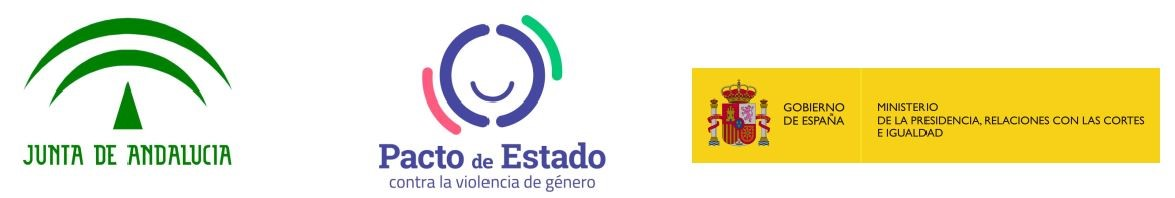 JUNTA DE ANDALUCIA
Pacto de Estado
contra la violencia de género
GOBIERNO
DE ESPAÑA
MINISTERIO
DE LA PRESIDENCIA, RELACIONES CON LAS CORTES
E IGUALDAD